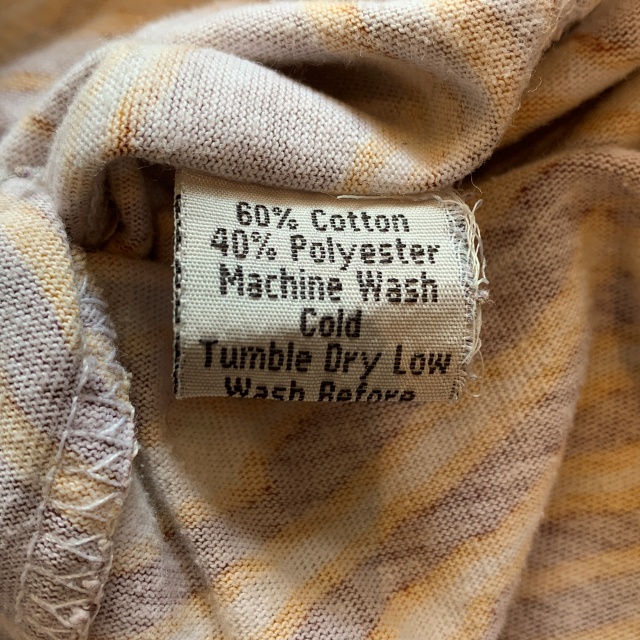 60% Cotton
40% Polyester
Machine Wash
Cold
Tumble Dry Low
Wash Before